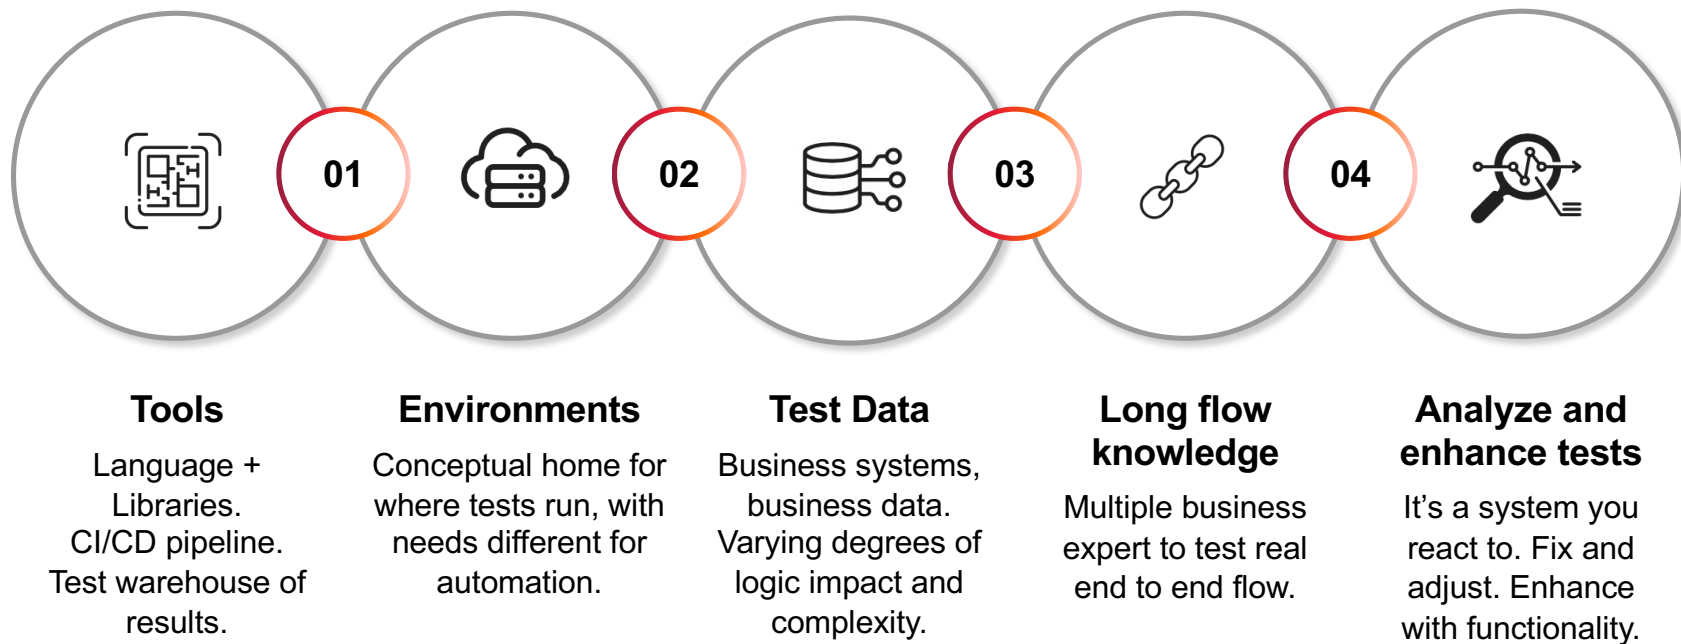 01
02
03
04
Tools
Language +
Libraries.
CI/CD pipeline.
Test warehouse of
results.
Environments
Conceptual home for
where tests run, with
needs different for
automation.
Test Data
Business systems,
business data.
Varying degrees of
logic impact and
complexity.
Long flow
knowledge
Multiple business
expert to test real
end to end flow.
Analyze and
enhance tests
It’s a system you
react to. Fix and
adjust. Enhance
with functionality.